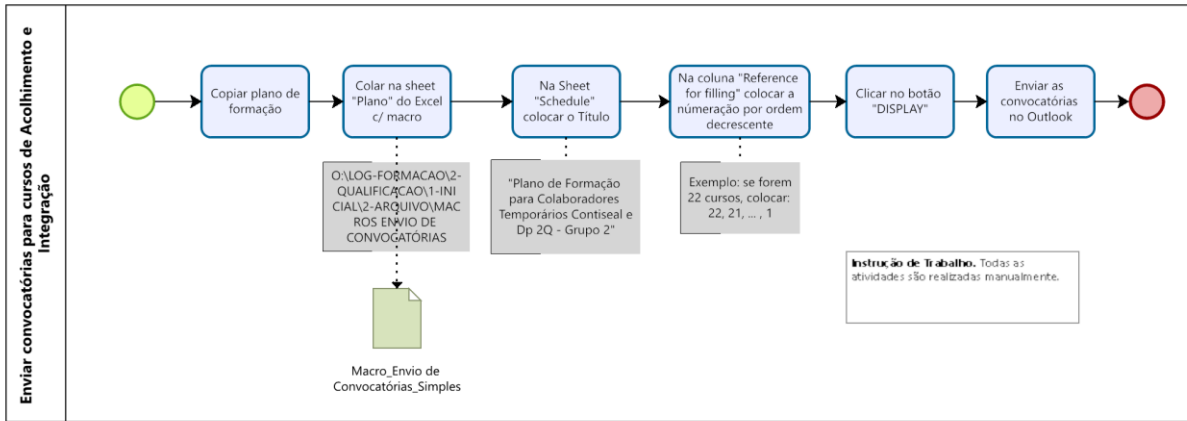 Enviar convocatórias para cursos de Acolhimento e
Integração
Copiar plano de
formação
Colar na sheet
"Plano" do Excel
c/ macro
Na Sheet
"Schedule"
colocar o Título
Na coluna "Reference
for filling" colocar a
númeração por ordem
decrescente
Clicar no botão
"DISPLAY"
Enviar as
convocatórias
no Outlook
O:\LOG-FORMACAO\2-
QUALIFICACAO\1-INI
CIAL\2-ARQUIVO\MAC
ROS ENVIO DE
CONVOCATÓRIAS
"Plano de Formação
para Colaboradores
Temporários Contiseal e
Dp 2Q - Grupo 2"
Exemplo: se forem
22 cursos, colocar:
22, 21, ... , 1
Instrução de Trabalho. Todas as
atividades são realizadas manualmente.
Macro_Envio de
Convocatórias_Simples